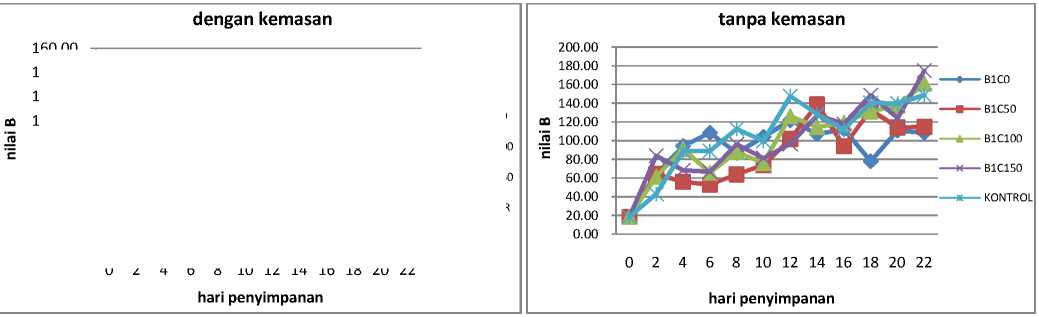 dengan kemasan
160.00
1
1
1
nilai B
0 2 4 6 8 10 12 14 16 18 20 22
hari penyimpanan
tanpa kemasan
200.00
180.00
160.00
140.00
120.00
100.00
80.00
60.00
40.00
20.00
0.00
nilai B
0 2 4 6 8 10 12 14 16 18 20 22
hari penyimpanan
B1C0
B1C50
B1C100
B1C150
KONTROL